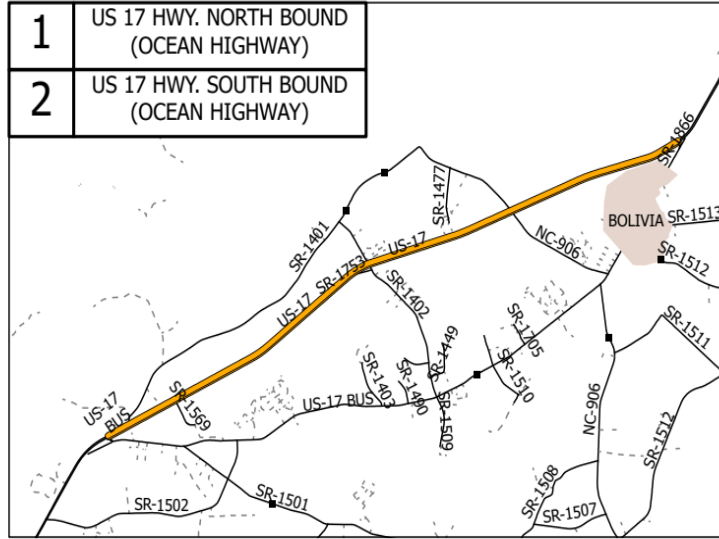 1
US 17 HWY. NORTH BOUND
(OCEAN HIGHWAY)
2
US 17 HWY. SOUTH BOUND
(OCEAN HIGHWAY)
SR-1866
SR-1477
SR-1401
US-17
NC-906
BOLIVIA
SR-1513
SR-1512
SR-1753
US-17
SR-1402
SR-1705
SR-1449
SR-1511
US-17
BUS
SR-1569
SR-1403
SR-1490
US-17 BUS
SR-1510
SR-1509
NC-906
SR-1512
SR-1508
SR-1501
SR-1502
SR-1507